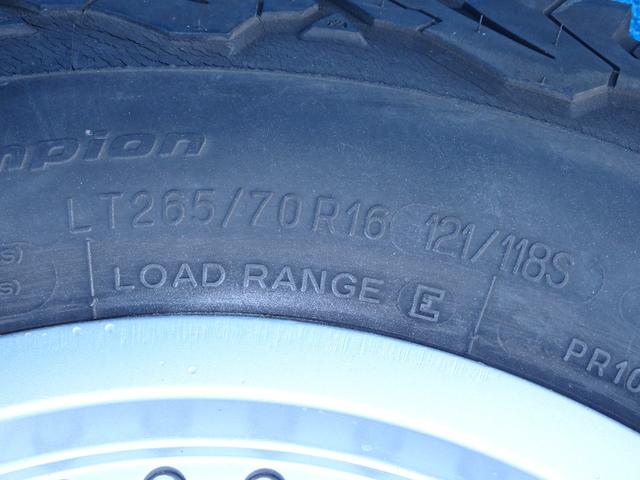 mpion
LT265/70R16 121/118S
S)
S)
LOAD RANGE E
PR10